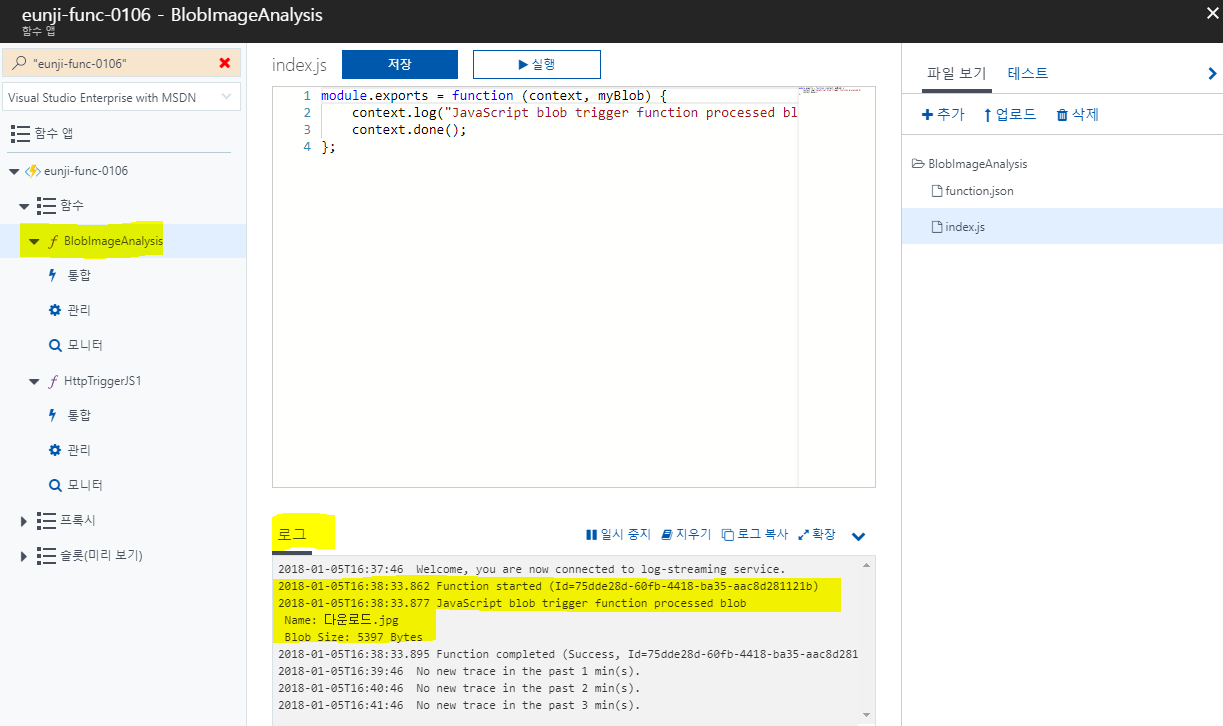 eunji-func-0106 - BlobImageAnalysis
함수 앱
"eunji-func-0106"
Visual Studio Enterprise with MSDN
함수 앱
eunji-func-0106
함수
BlobImageAnalysis
통합
관리
모니터
HttpTriggerJS1
통합
관리
모니터
프록시
슬롯(미리 보기)
index.js
저장
실행
1 module.exports = function (context, myBlob) {
2 context.log("JavaScript blob trigger function processed bl
3 context.done();
4 };
로그
일시 중지
지우기
로그 복사
확장
2018-01-05T16:37:46 Welcome, you are now connected to log-streaming service.
2018-01-05T16:38:33.862 Function started (Id=75dde28d-60fb-4418-ba35-aac8d281121b)
2018-01-05T16:38:33.877 JavaScript blob trigger function processed blob
Name: 다운로드.jpg
Blob Size: 5397 Bytes
2018-01-05T16:38:33.895 Function completed (Success, Id=75dde28d-60fb-4418-ba35-aac8d281
2018-01-05T16:39:46 No new trace in the past 1 min(s).
2018-01-05T16:40:46 No new trace in the past 2 min(s).
2018-01-05T16:41:46 No new trace in the past 3 min(s).
파일 보기
테스트
추가
업로드
삭제
BlobImageAnalysis
function.json
index.js